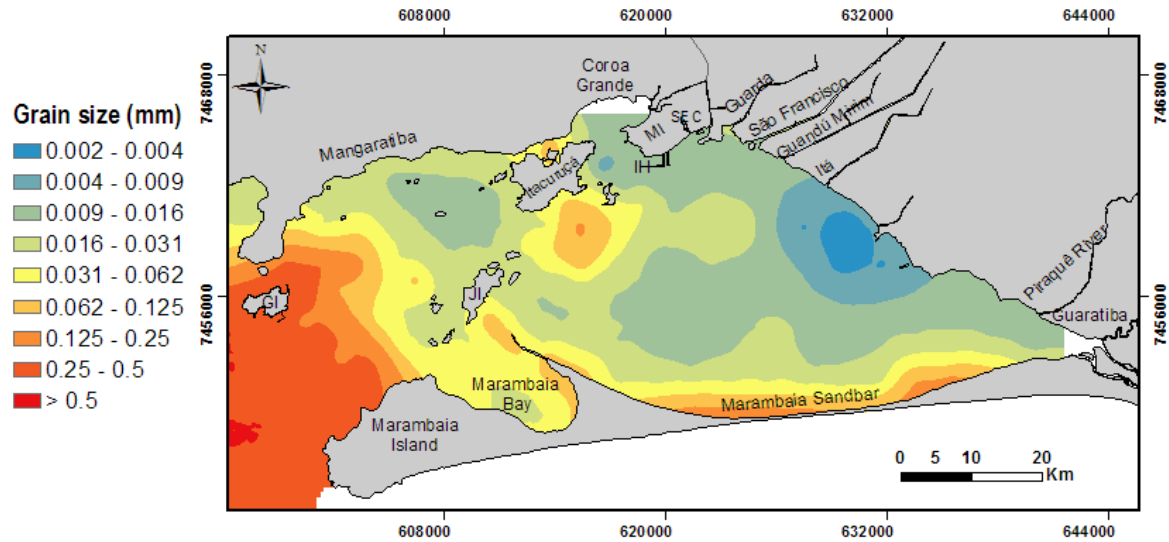 608000 620000 632000 644000
N
7468000
7468000
Coroa
Grande
Guarda
São Francisco
Grain size (mm)
0.002 - 0.004
0.004 - 0.009
0.009 - 0.016
0.016 - 0.031
0.031 - 0.062
0.062 - 0.125
0.125 - 0.25
0.25 - 0.5
> 0.5
SFC
MI
Guandú Mirim
Mangaratiba
IH
Itá
Itacuruçá
Piraquê River
7456000
7456000
GI
JI
Guaratiba
Marambaia
Bay
Marambaia Sandbar
Marambaia
Island
0 5 10 20
Km
608000 620000 632000 644000